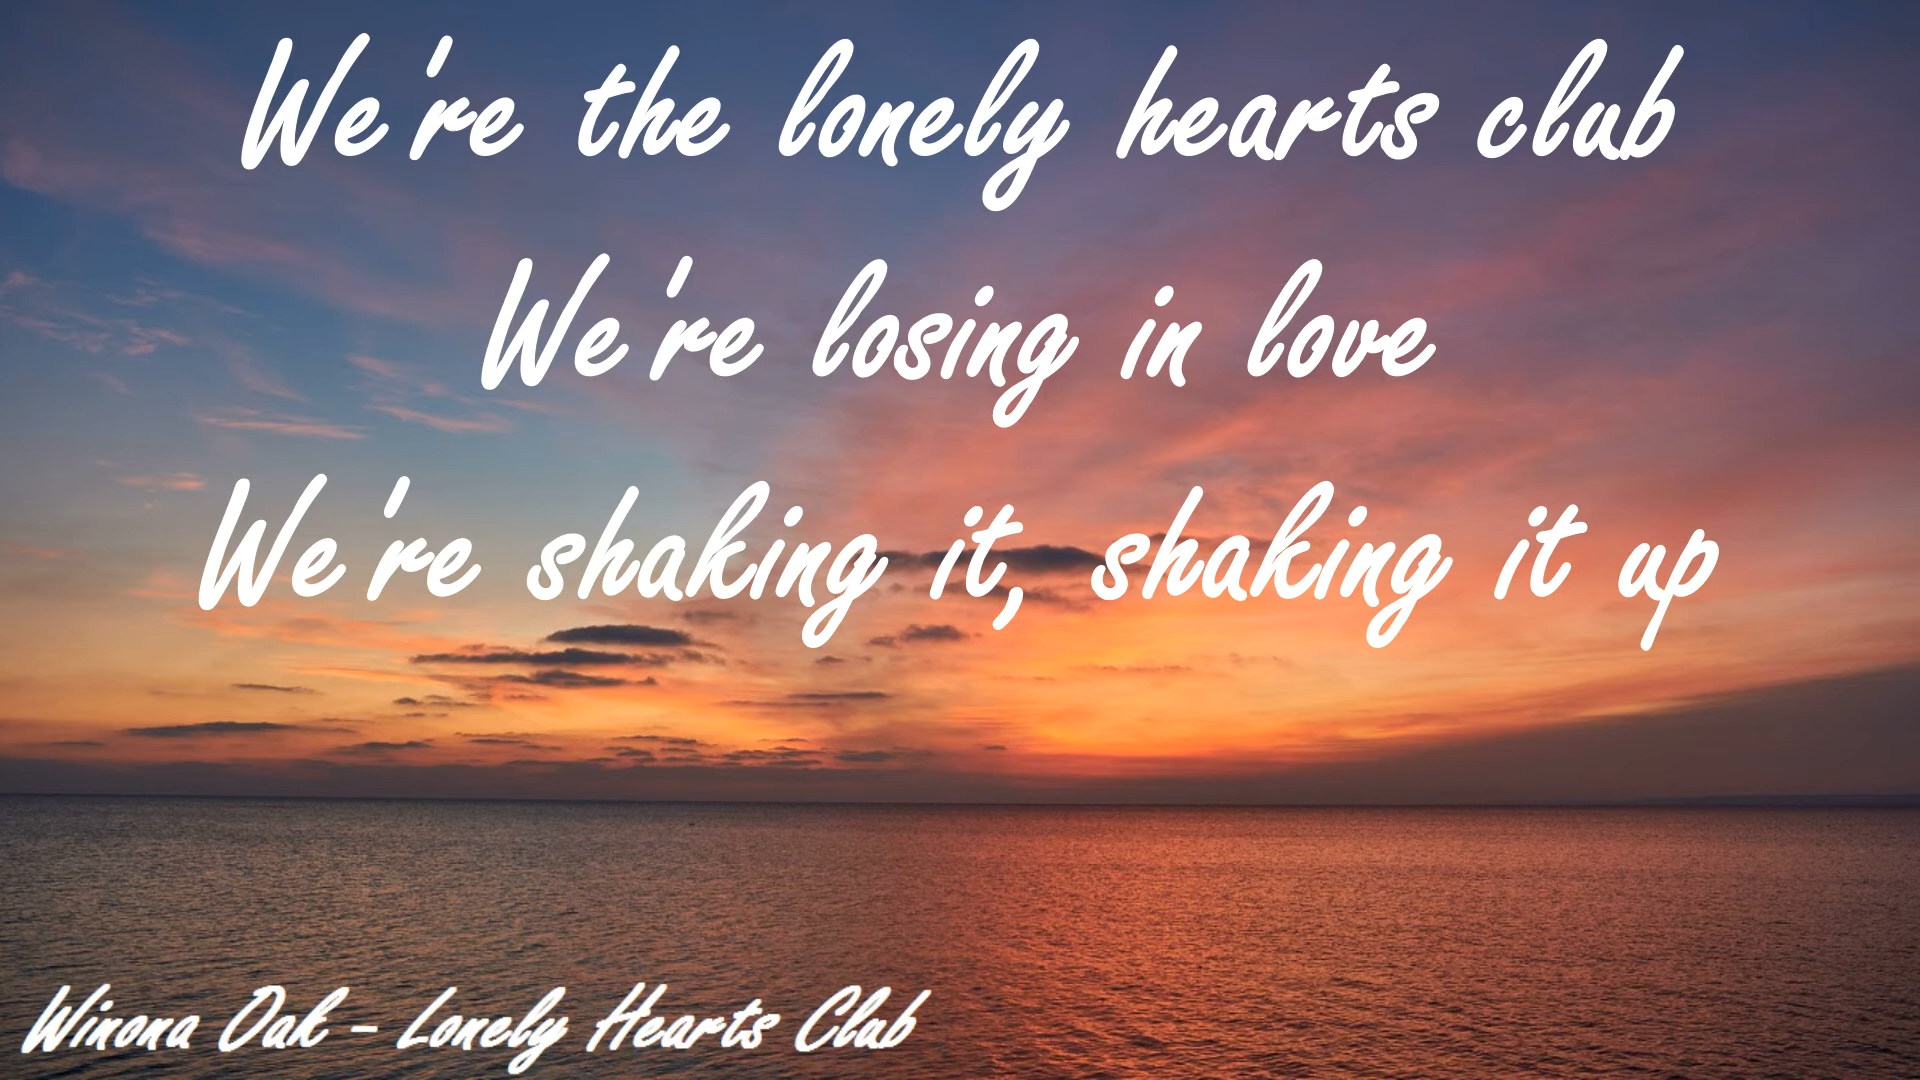 We're the lonely hearts club
We're losing in love
We're shaking it, shaking it up
Winona Oak - Lonely Hearts Club